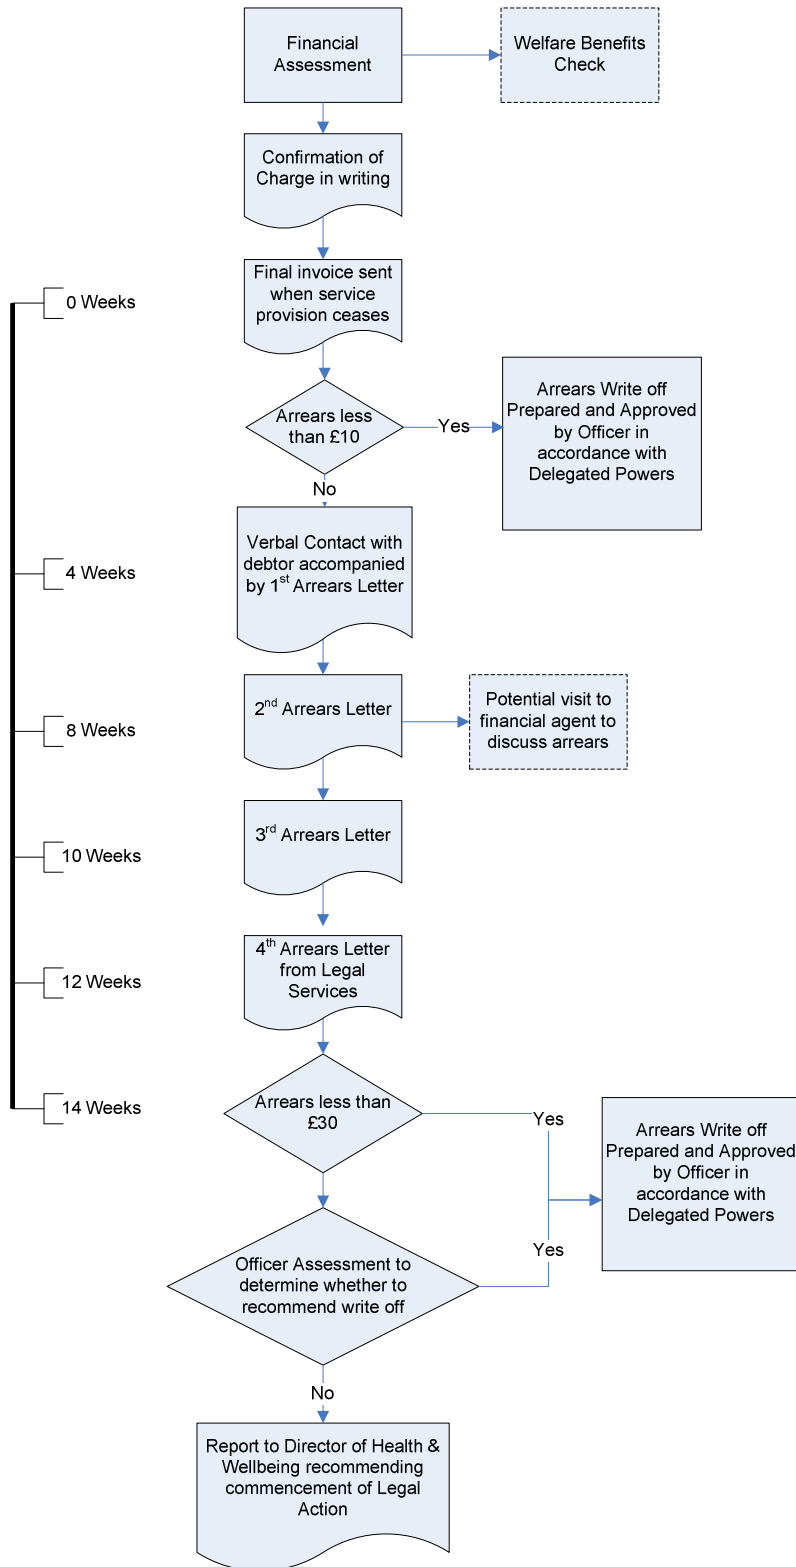 Financial
Assessment
Welfare Benefits
Check
Confirmation of
Charge in writing
Final invoice sent
when service
provision ceases
0 Weeks
Arrears less
than £10
Yes
Arrears Write off
Prepared and Approved
by Officer in
accordance with
Delegated Powers
No
Verbal Contact with
debtor accompanied
by 1st Arrears Letter
4 Weeks
2nd Arrears Letter
Potential visit to
financial agent to
discuss arrears
8 Weeks
3rd Arrears Letter
10 Weeks
4th Arrears Letter
from Legal
Services
12 Weeks
Arrears less than
£30
14 Weeks
Yes
Arrears Write off
Prepared and Approved
by Officer in
accordance with
Delegated Powers
Yes
Officer Assessment to
determine whether to
recommend write off
No
Report to Director of Health &
Wellbeing recommending
commencement of Legal
Action